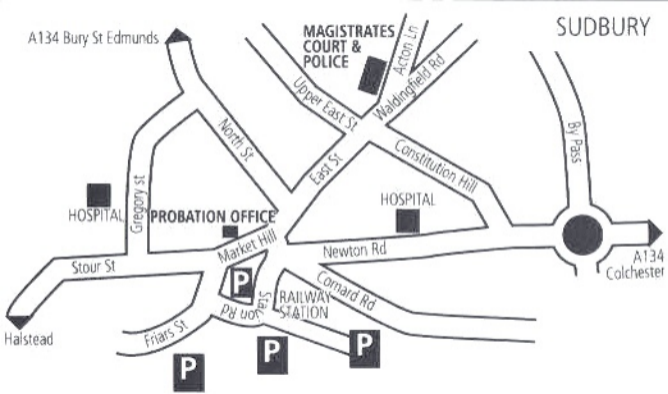 SUDBURY
A134 Bury St Edmunds
MAGISTRATES
COURT &
POLICE
Acton Ln
Waldingfield Rd
Upper East St
By Pass
North St
East St
Constitution Hill
Gregory st
HOSPITAL
PROBATION OFFICE
HOSPITAL
Market Hill
Newton Rd
A134
Colchester
Stour St
P
Station Rd
RAILWAY
STATION
Cornard Rd
Halstead
Friars St
P
P
P